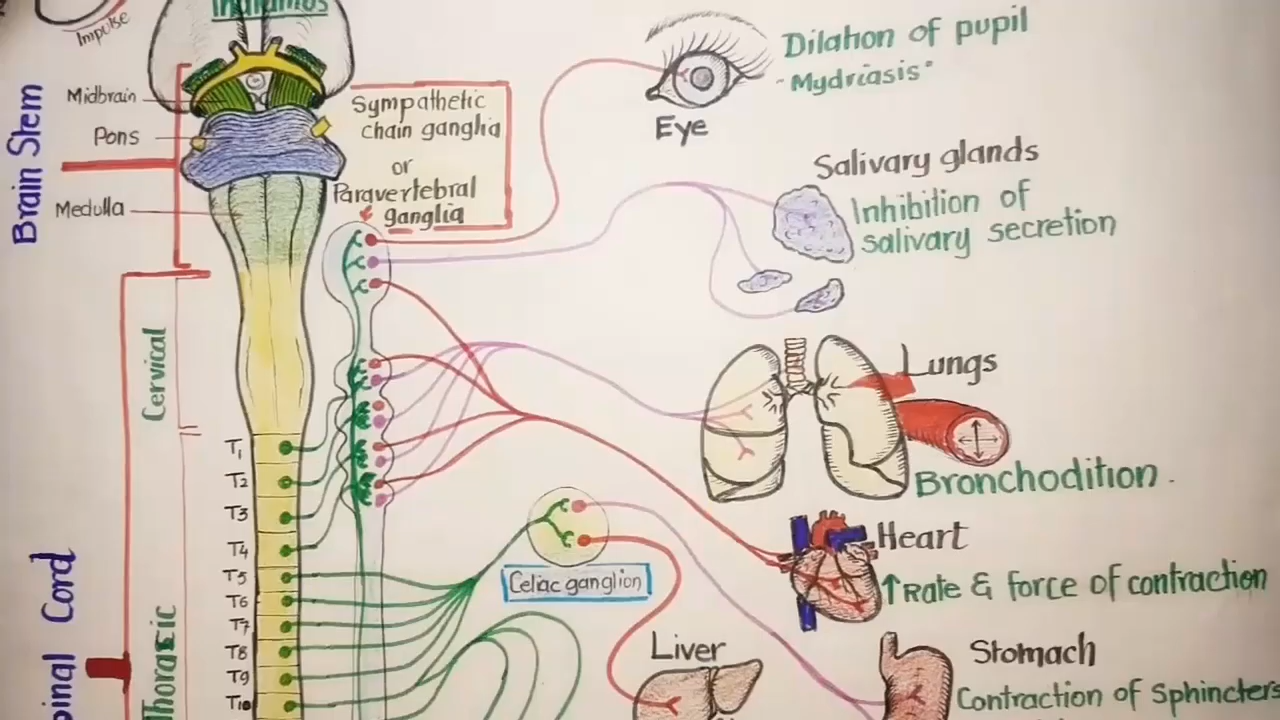 Impulse
Brain Stem
Midbrain
Pons
Medulla
Sympathetic
chain ganglia
or
Paravertebral
ganglia
Eye
Dilation of pupil
"Mydriasis"
Salivary glands
Inhibition of
salivary secretion
Cervical
Lungs
Bronchodition.
T1
T2
T3
T4
T5
T6
T7
T8
T9
T10
Celiac ganglion
Heart
↑Rate & force of contraction
Thoracic
Cord
Liver
Stomach
Contraction of Sphincters